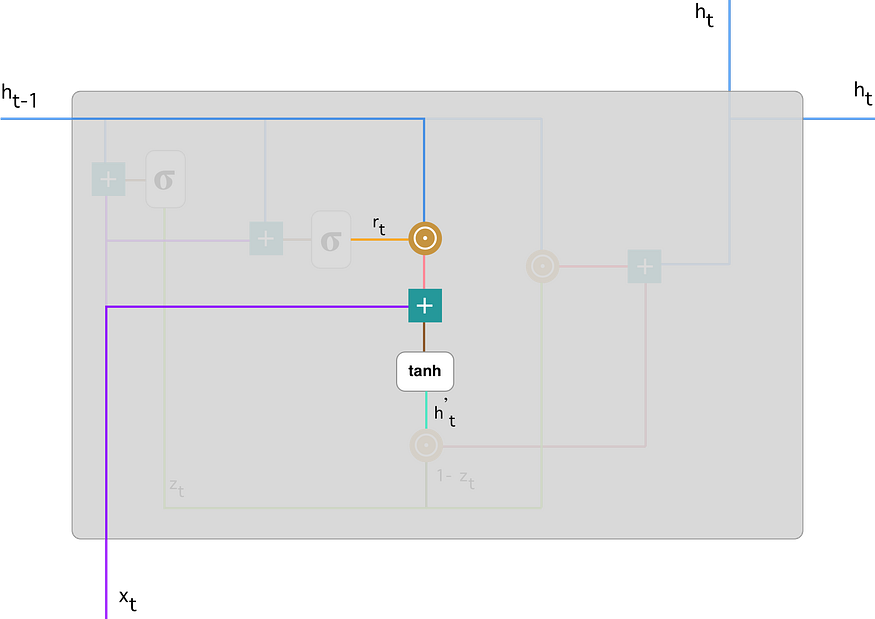 h_t
h_t-1
h_t
+
σ
r_t
+
σ
+
+
tanh
h'_t
z_t
1- z_t
x_t